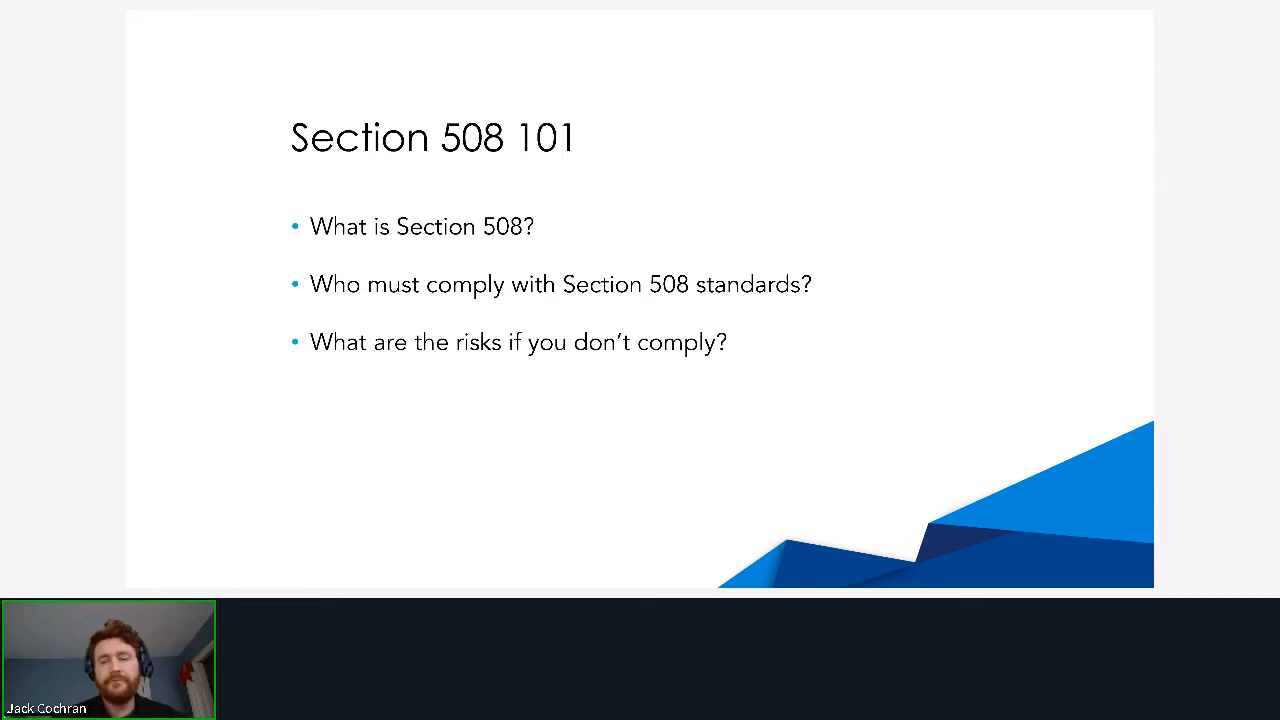 Section 508 101
• What is Section 508?
• Who must comply with Section 508 standards?
• What are the risks if you don’t comply?
Jack Cochran